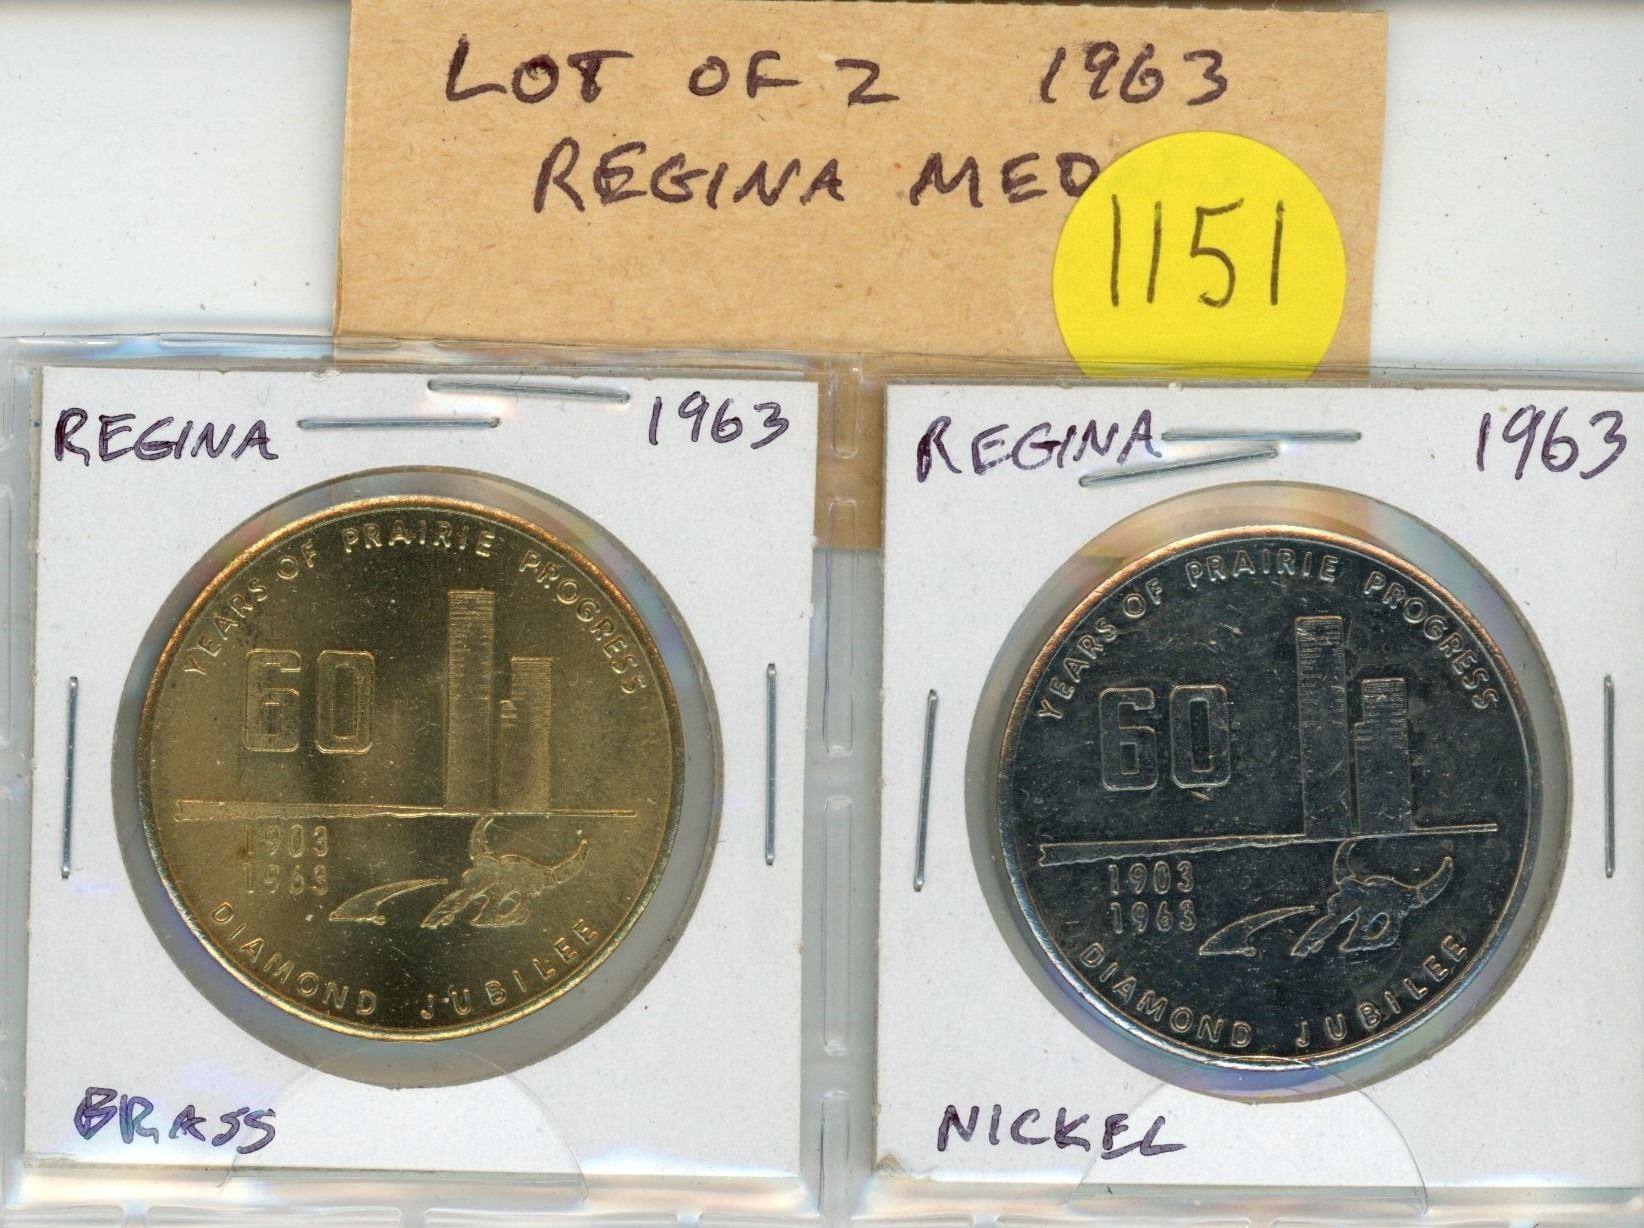 LOT OF 2 1963
REGINA MED
1151
REGINA 1963
YEARS OF PRAIRIE PROGRESS
60
1903
1963
DIAMOND JUBILEE
BRASS
REGINA 1963
YEARS OF PRAIRIE PROGRESS
60
1903
1963
DIAMOND JUBILEE
NICKEL